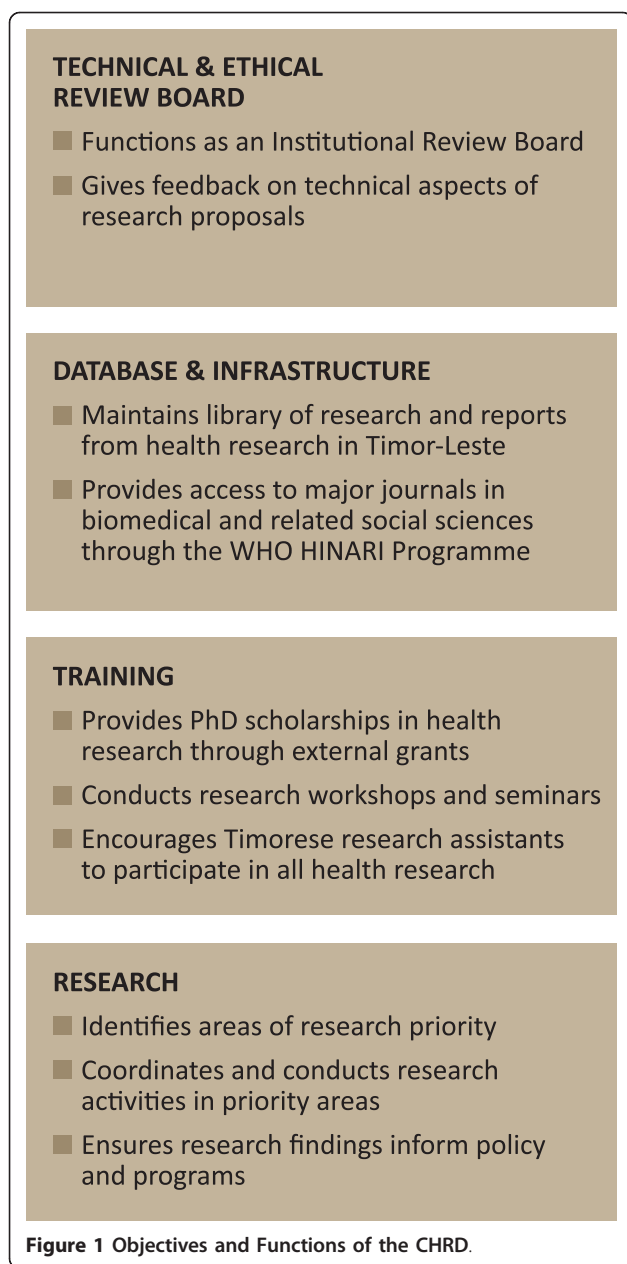 TECHNICAL & ETHICAL
REVIEW BOARD
Functions as an Institutional Review Board
Gives feedback on technical aspects of
research proposals
DATABASE & INFRASTRUCTURE
Maintains library of research and reports
from health research in Timor-Leste
Provides access to major journals in
biomedical and related social sciences
through the WHO HINARI Programme
TRAINING
Provides PhD scholarships in health
research through external grants
Conducts research workshops and seminars
Encourages Timorese research assistants
to participate in all health research
RESEARCH
Identifies areas of research priority
Coordinates and conducts research
activities in priority areas
Ensures research findings inform policy
and programs
Figure 1 Objectives and Functions of the CHRD.